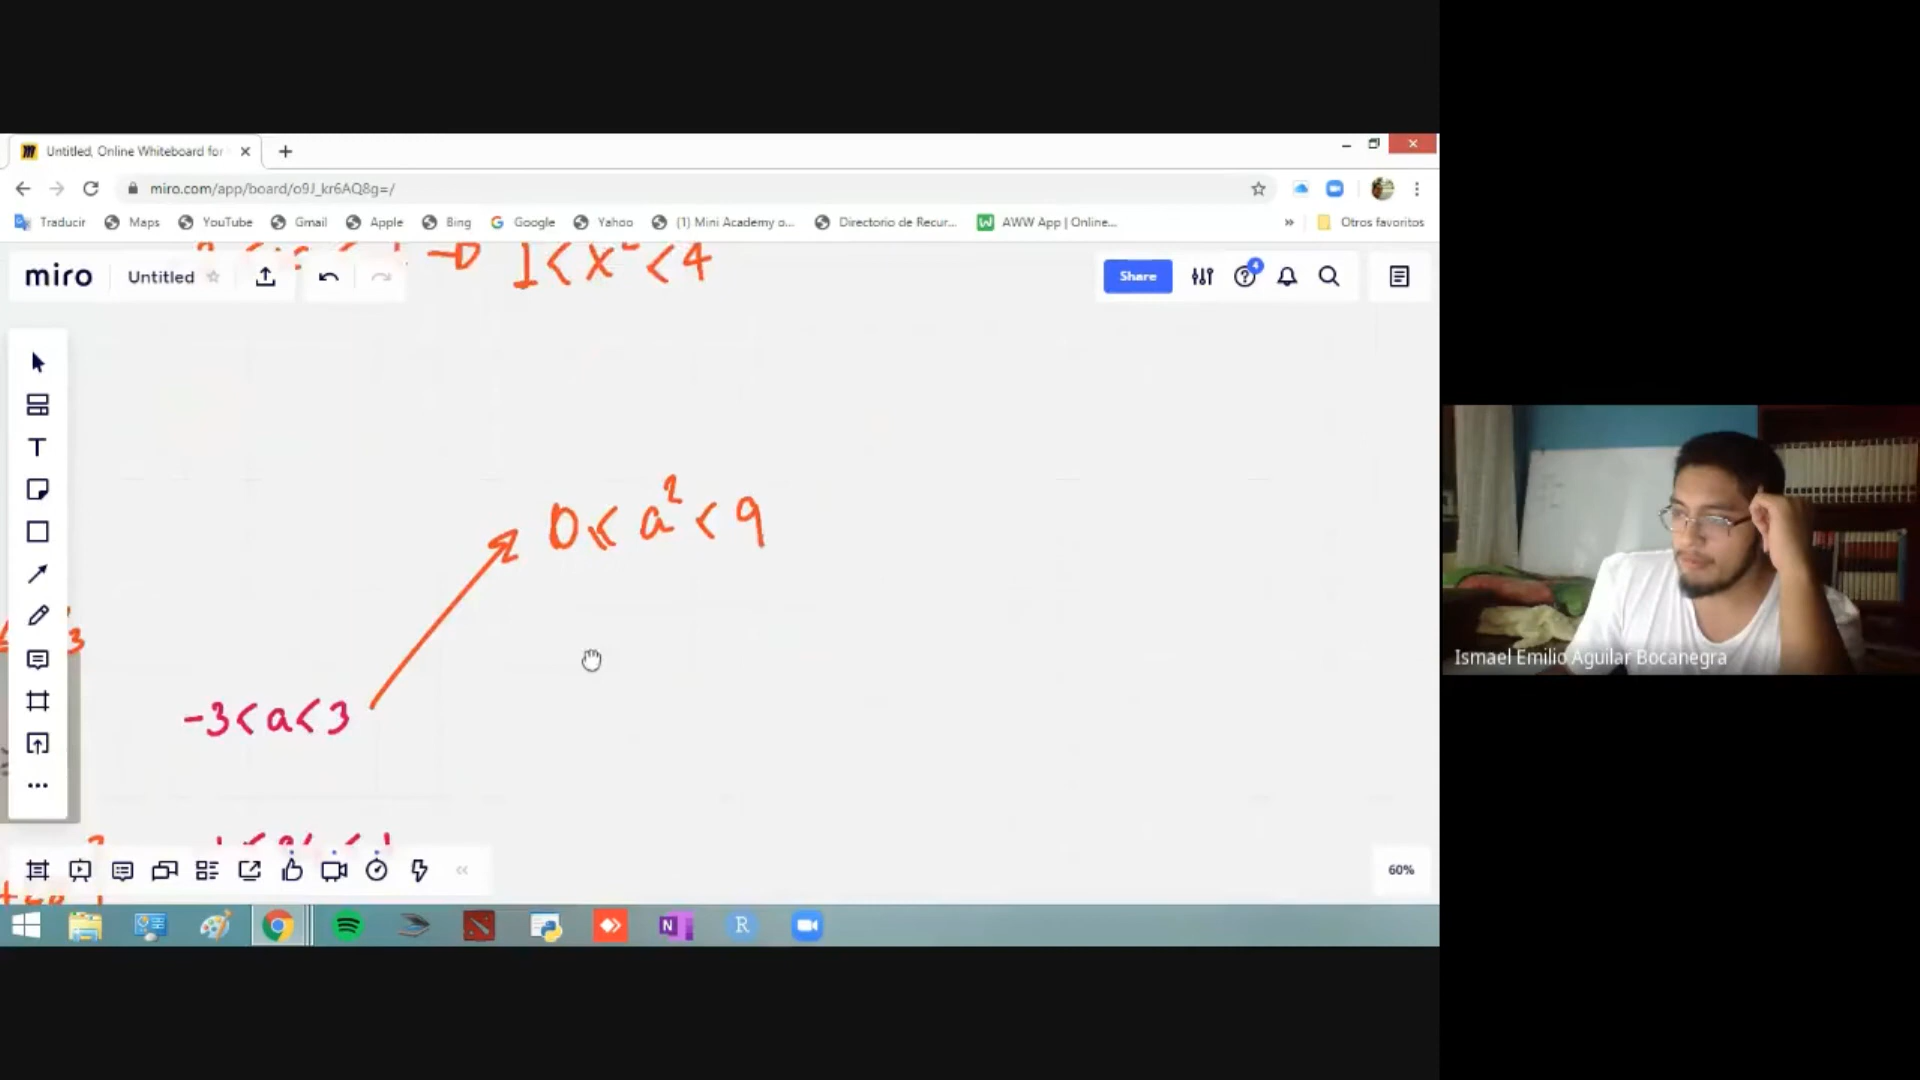 Untitled, Online Whiteboard for
miro.com/app/board/o9J_kr6AQ8g=/
Traducir Maps YouTube Gmail Apple Bing Google Yahoo (1) Mini Academy o... Directorio de Recur... AWW App | Online... » Otros favoritos
1 < x² < 4
miro Untitled Share 4
0 ≤ a² < 9
3
-3 < a < 3
60%
Ismael Emilio Aguilar Bocanegra